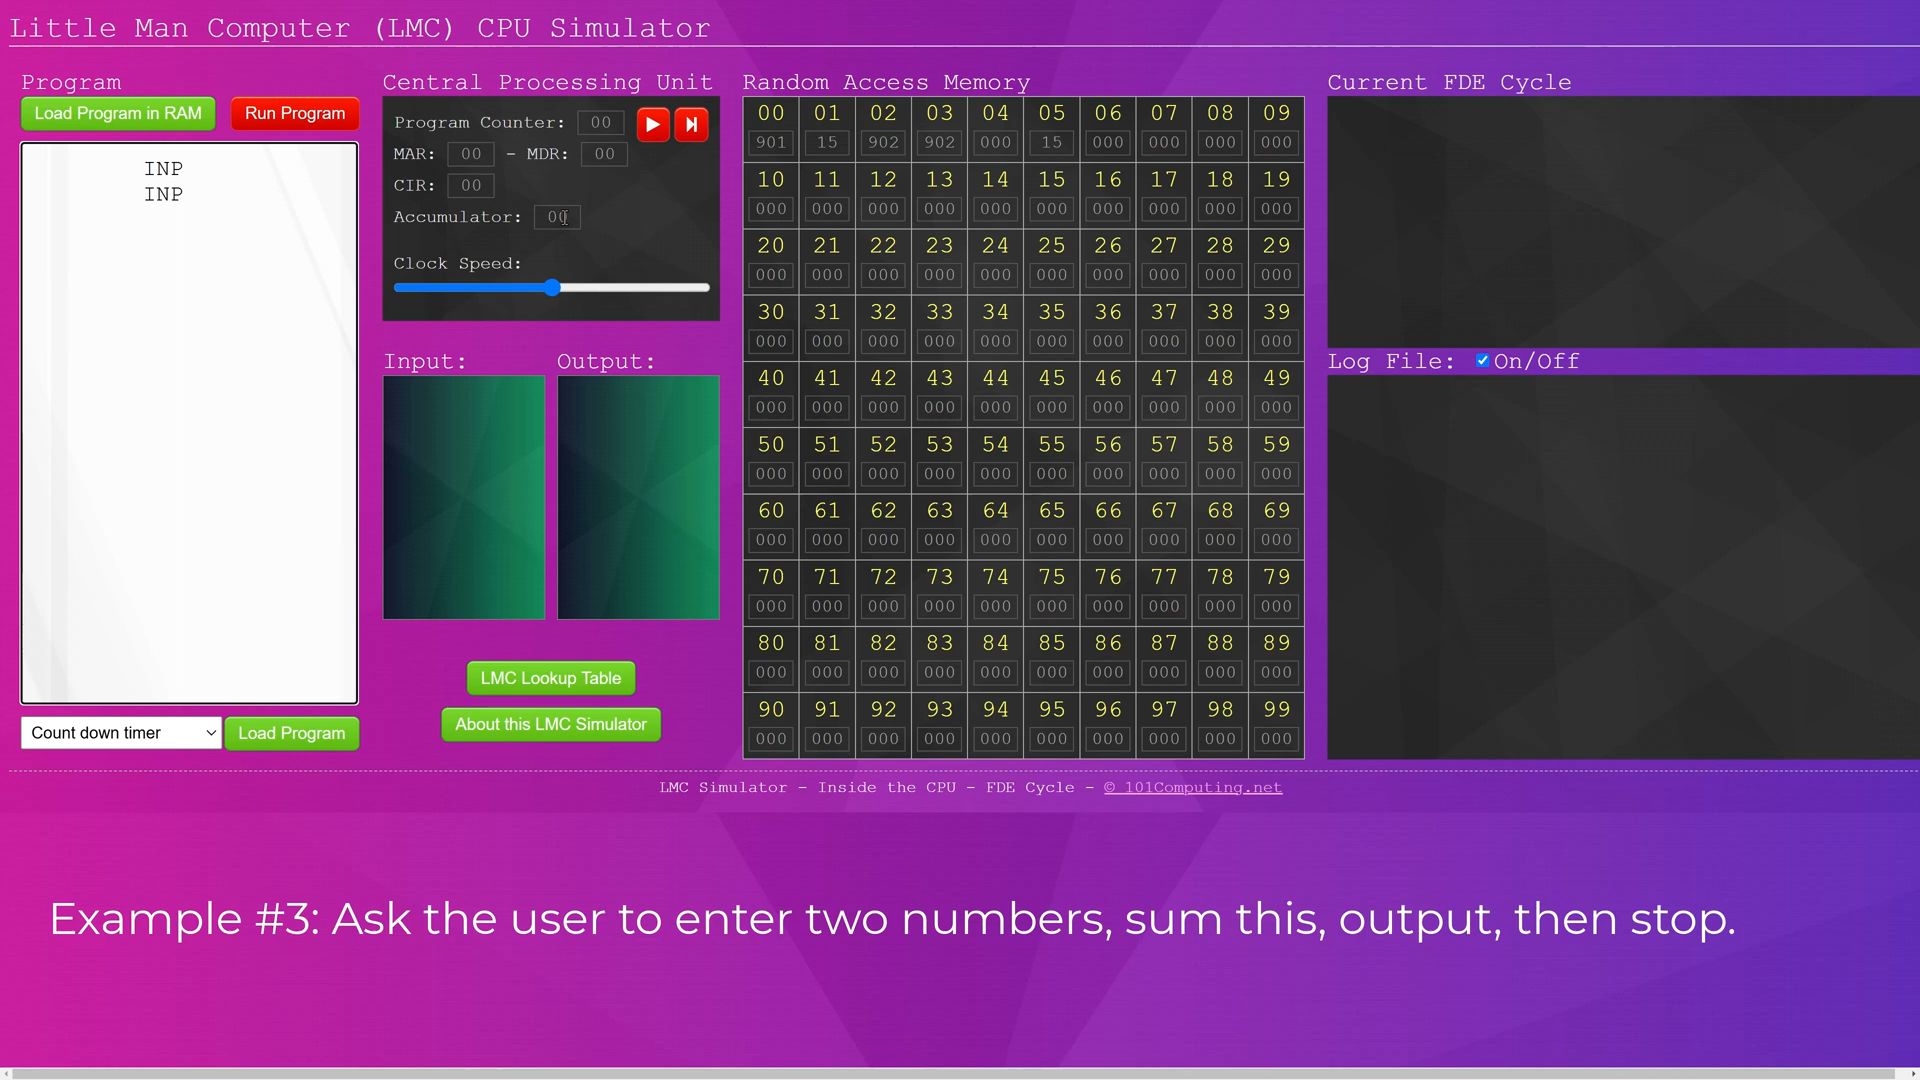 Little Man Computer (LMC) CPU Simulator
Program
Load Program in RAM
Run Program
INP
INP
Count down timer
Load Program
Central Processing Unit
Program Counter: 00
MAR: 00 - MDR: 00
CIR: 00
Accumulator: 00
Clock Speed:
Input:
Output:
LMC Lookup Table
About this LMC Simulator
Random Access Memory
00 01 02 03 04 05 06 07 08 09
901 15 902 902 000 15 000 000 000 000
10 11 12 13 14 15 16 17 18 19
000 000 000 000 000 000 000 000 000 000
20 21 22 23 24 25 26 27 28 29
000 000 000 000 000 000 000 000 000 000
30 31 32 33 34 35 36 37 38 39
000 000 000 000 000 000 000 000 000 000
40 41 42 43 44 45 46 47 48 49
000 000 000 000 000 000 000 000 000 000
50 51 52 53 54 55 56 57 58 59
000 000 000 000 000 000 000 000 000 000
60 61 62 63 64 65 66 67 68 69
000 000 000 000 000 000 000 000 000 000
70 71 72 73 74 75 76 77 78 79
000 000 000 000 000 000 000 000 000 000
80 81 82 83 84 85 86 87 88 89
000 000 000 000 000 000 000 000 000 000
90 91 92 93 94 95 96 97 98 99
000 000 000 000 000 000 000 000 000 000
Current FDE Cycle
Log File: On/Off
LMC Simulator - Inside the CPU - FDE Cycle - © 101Computing.net
Example #3: Ask the user to enter two numbers, sum this, output, then stop.